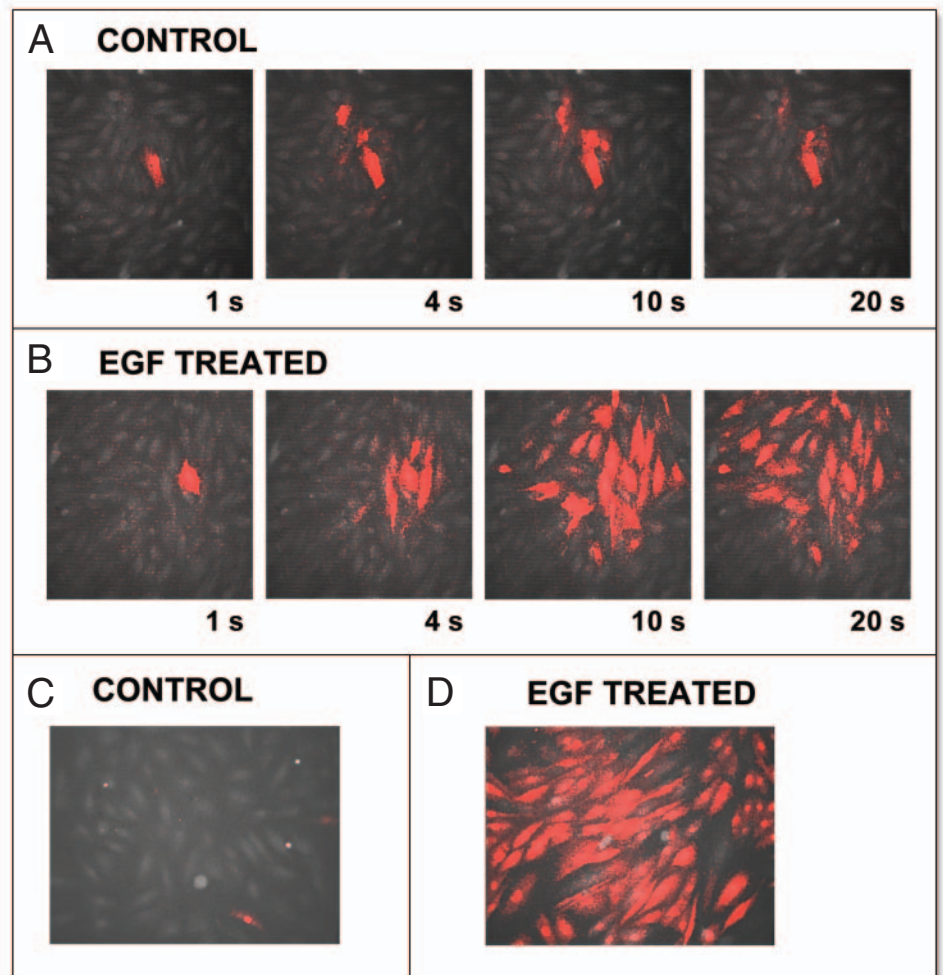 A CONTROL
1 s 4 s 10 s 20 s
B EGF TREATED
1 s 4 s 10 s 20 s
C CONTROL
D EGF TREATED